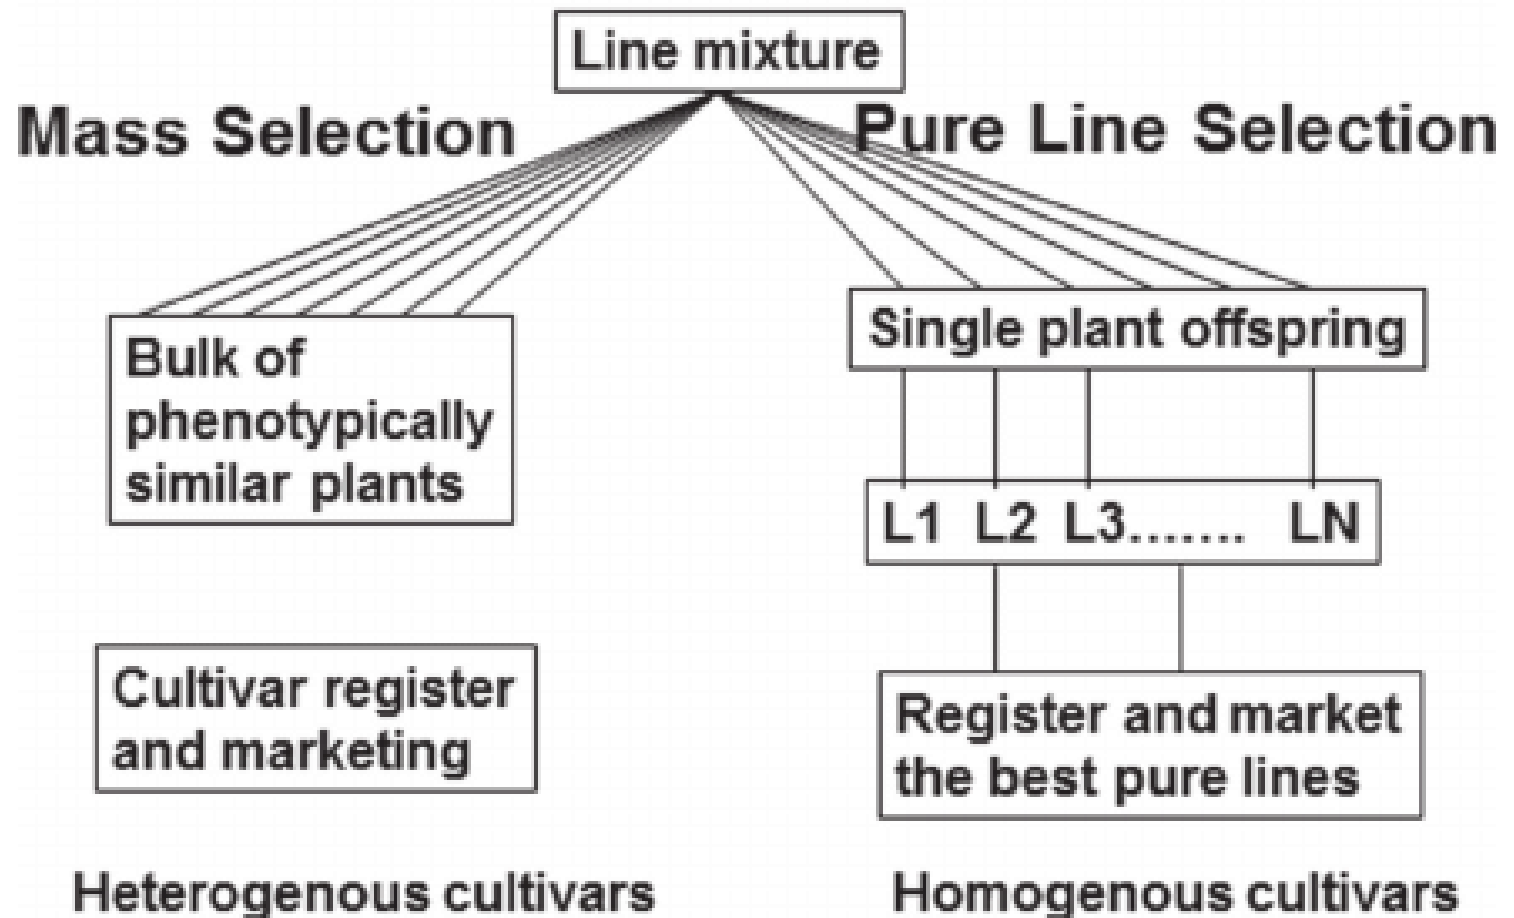 Line mixture
Mass Selection
Pure Line Selection
Bulk of
phenotypically
similar plants
Single plant offspring
L1 L2 L3....... LN
Cultivar register
and marketing
Register and market
the best pure lines
Heterogenous cultivars
Homogenous cultivars